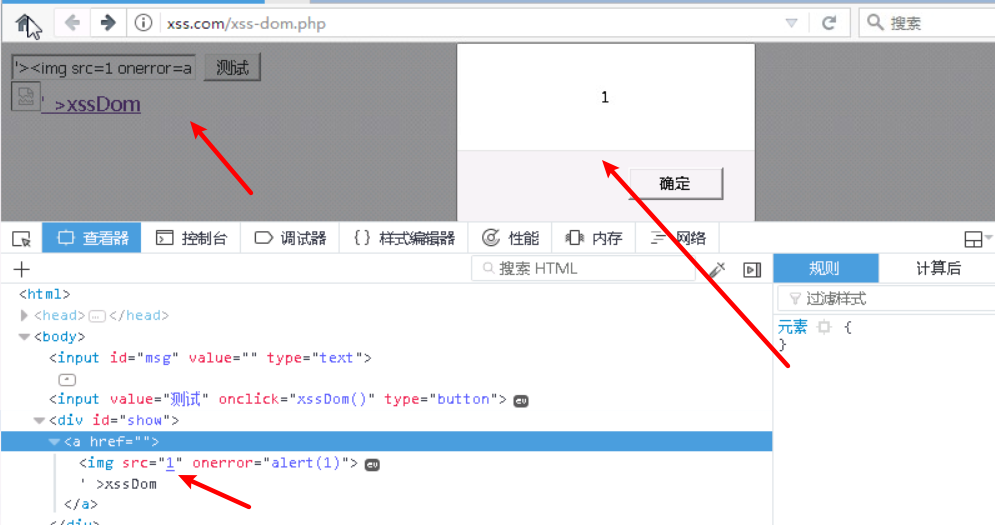 xss.com/xss-dom.php
搜索
'><img src=1 onerror=a
测试
' >xssDom
1
确定
查看器
控制台
调试器
{} 样式编辑器
性能
内存
网络
+
搜索 HTML
规则
计算后
过滤样式
元素 {
}
<html>
<head>…</head>
<body>
<input id="msg" value="" type="text">
<input value="测试" onclick="xssDom()" type="button"> ev
<div id="show">
<a href="">
<img src="1" onerror="alert(1)"> ev
' >xssDom
</a>
</div>